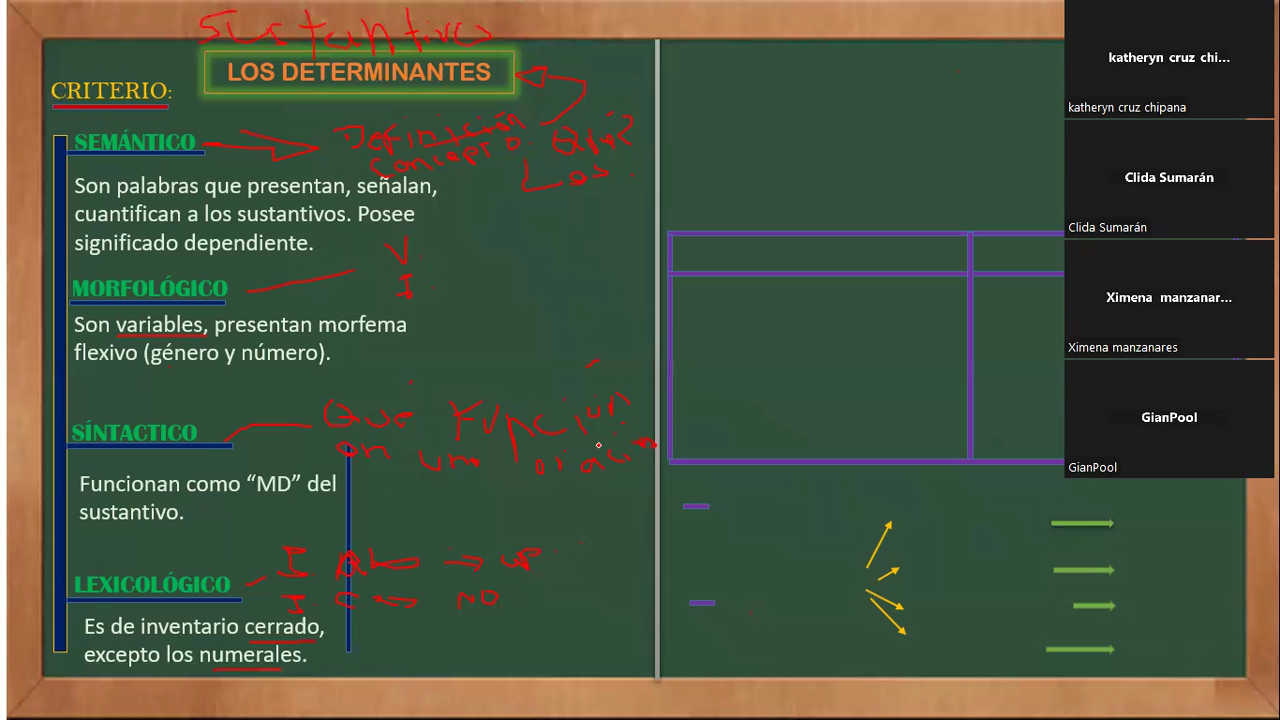 Sustantivo
LOS DETERMINANTES
CRITERIO:
SEMÁNTICO
Definición Qué?
concepto Los
Son palabras que presentan, señalan,
cuantifican a los sustantivos. Posee
significado dependiente.
V
I
MORFOLÓGICO
Son variables, presentan morfema
flexivo (género y número).
Que Función
en una oración
SÍNTACTICO
Funcionan como “MD” del
sustantivo.
I.
I. C NO
LEXICOLÓGICO
Es de inventario cerrado,
excepto los numerales.
katheryn cruz chi...
katheryn cruz chipana
Clida Sumarán
Clida Sumarán
Ximena manzanar...
Ximena manzanares
GianPool
GianPool